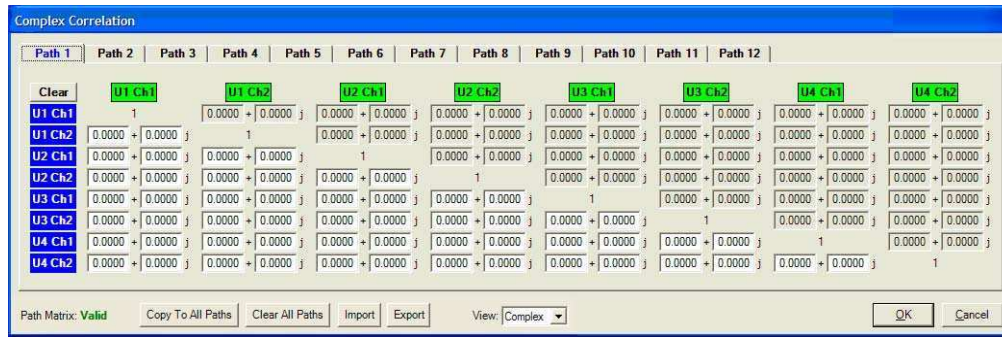 Complex Correlation
Path 1 Path 2 Path 3 Path 4 Path 5 Path 6 Path 7 Path 8 Path 9 Path 10 Path 11 Path 12
Clear U1 Ch1 U1 Ch2 U2 Ch1 U2 Ch2 U3 Ch1 U3 Ch2 U4 Ch1 U4 Ch2
U1 Ch1 1 0.0000 + 0.0000 j 0.0000 + 0.0000 j 0.0000 + 0.0000 j 0.0000 + 0.0000 j 0.0000 + 0.0000 j 0.0000 + 0.0000 j 0.0000 + 0.0000 j
U1 Ch2 0.0000 + 0.0000 j 1 0.0000 + 0.0000 j 0.0000 + 0.0000 j 0.0000 + 0.0000 j 0.0000 + 0.0000 j 0.0000 + 0.0000 j 0.0000 + 0.0000 j
U2 Ch1 0.0000 + 0.0000 j 0.0000 + 0.0000 j 1 0.0000 + 0.0000 j 0.0000 + 0.0000 j 0.0000 + 0.0000 j 0.0000 + 0.0000 j 0.0000 + 0.0000 j
U2 Ch2 0.0000 + 0.0000 j 0.0000 + 0.0000 j 0.0000 + 0.0000 j 1 0.0000 + 0.0000 j 0.0000 + 0.0000 j 0.0000 + 0.0000 j 0.0000 + 0.0000 j
U3 Ch1 0.0000 + 0.0000 j 0.0000 + 0.0000 j 0.0000 + 0.0000 j 0.0000 + 0.0000 j 1 0.0000 + 0.0000 j 0.0000 + 0.0000 j 0.0000 + 0.0000 j
U3 Ch2 0.0000 + 0.0000 j 0.0000 + 0.0000 j 0.0000 + 0.0000 j 0.0000 + 0.0000 j 0.0000 + 0.0000 j 1 0.0000 + 0.0000 j 0.0000 + 0.0000 j
U4 Ch1 0.0000 + 0.0000 j 0.0000 + 0.0000 j 0.0000 + 0.0000 j 0.0000 + 0.0000 j 0.0000 + 0.0000 j 0.0000 + 0.0000 j 1 0.0000 + 0.0000 j
U4 Ch2 0.0000 + 0.0000 j 0.0000 + 0.0000 j 0.0000 + 0.0000 j 0.0000 + 0.0000 j 0.0000 + 0.0000 j 0.0000 + 0.0000 j 0.0000 + 0.0000 j 1
Path Matrix: Valid Copy To All Paths Clear All Paths Import Export View: Complex OK Cancel